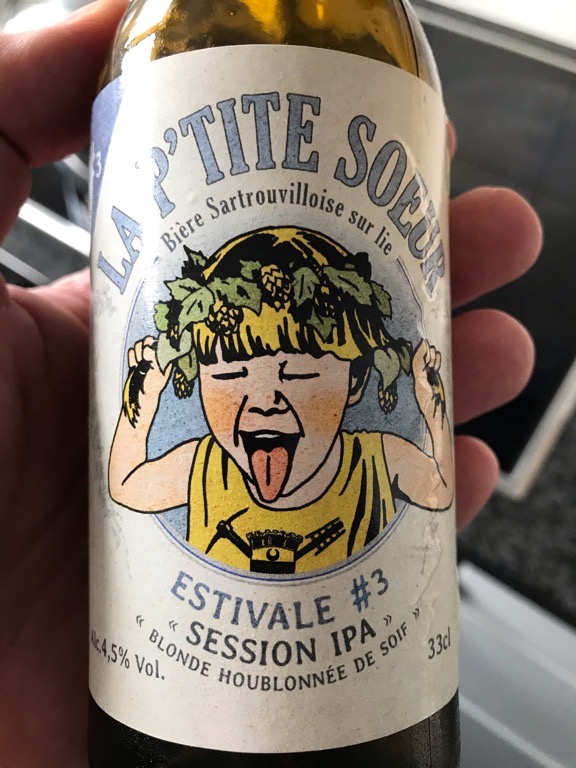 LA P'TITE SOEUR
Bière Sartrouvilloise sur lie
ESTIVALE #3
« SESSION IPA »
« BLONDE HOUBLONNÉE DE SOIF »
Alc.4,5% Vol.
33cl